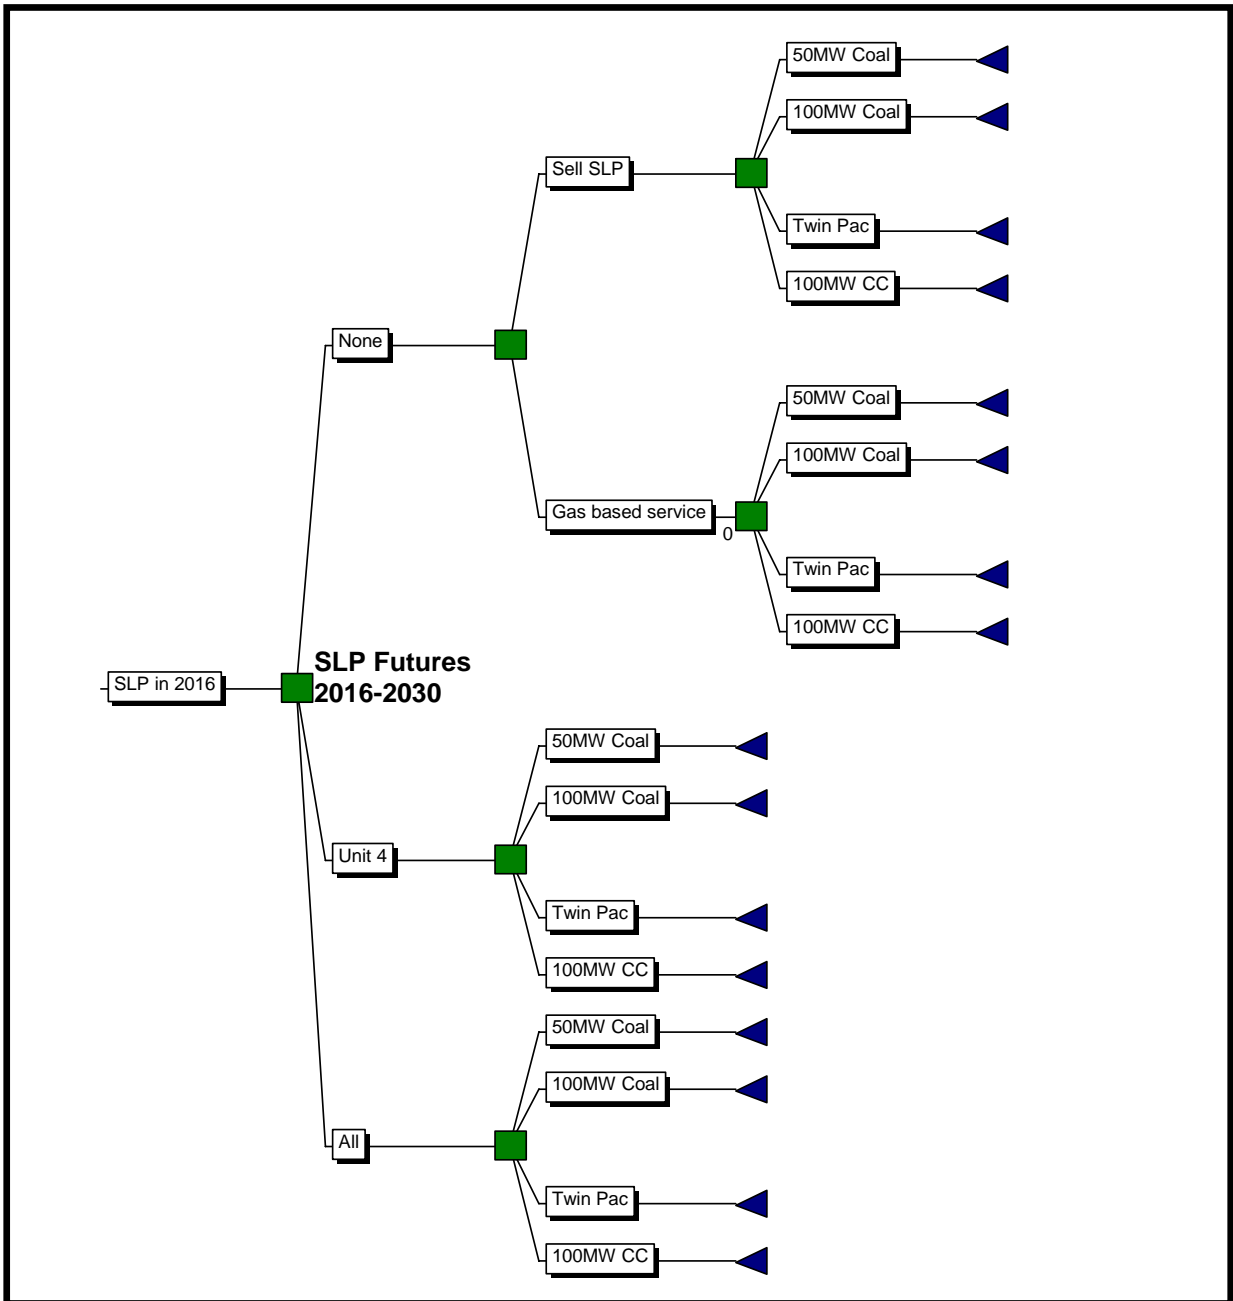 50MW Coal
100MW Coal
Sell SLP
Twin Pac
100MW CC
None
50MW Coal
100MW Coal
Gas based service
0
Twin Pac
100MW CC
SLP in 2016
SLP Futures
2016-2030
50MW Coal
100MW Coal
Unit 4
Twin Pac
100MW CC
50MW Coal
100MW Coal
All
Twin Pac
100MW CC